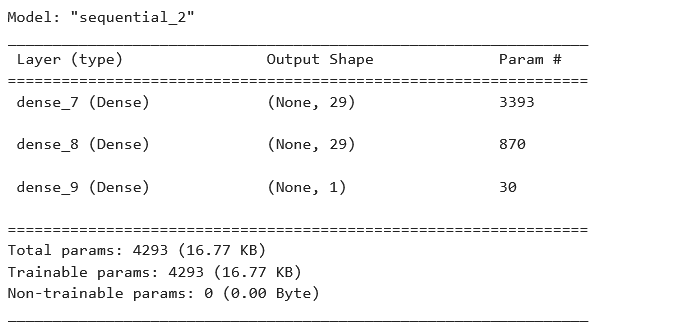 Model: "sequential_2"
_________________________________________________________________
 Layer (type)                Output Shape              Param #
=================================================================
 dense_7 (Dense)             (None, 29)                3393
 dense_8 (Dense)             (None, 29)                870
 dense_9 (Dense)             (None, 1)                 30
=================================================================
Total params: 4293 (16.77 KB)
Trainable params: 4293 (16.77 KB)
Non-trainable params: 0 (0.00 Byte)
_________________________________________________________________